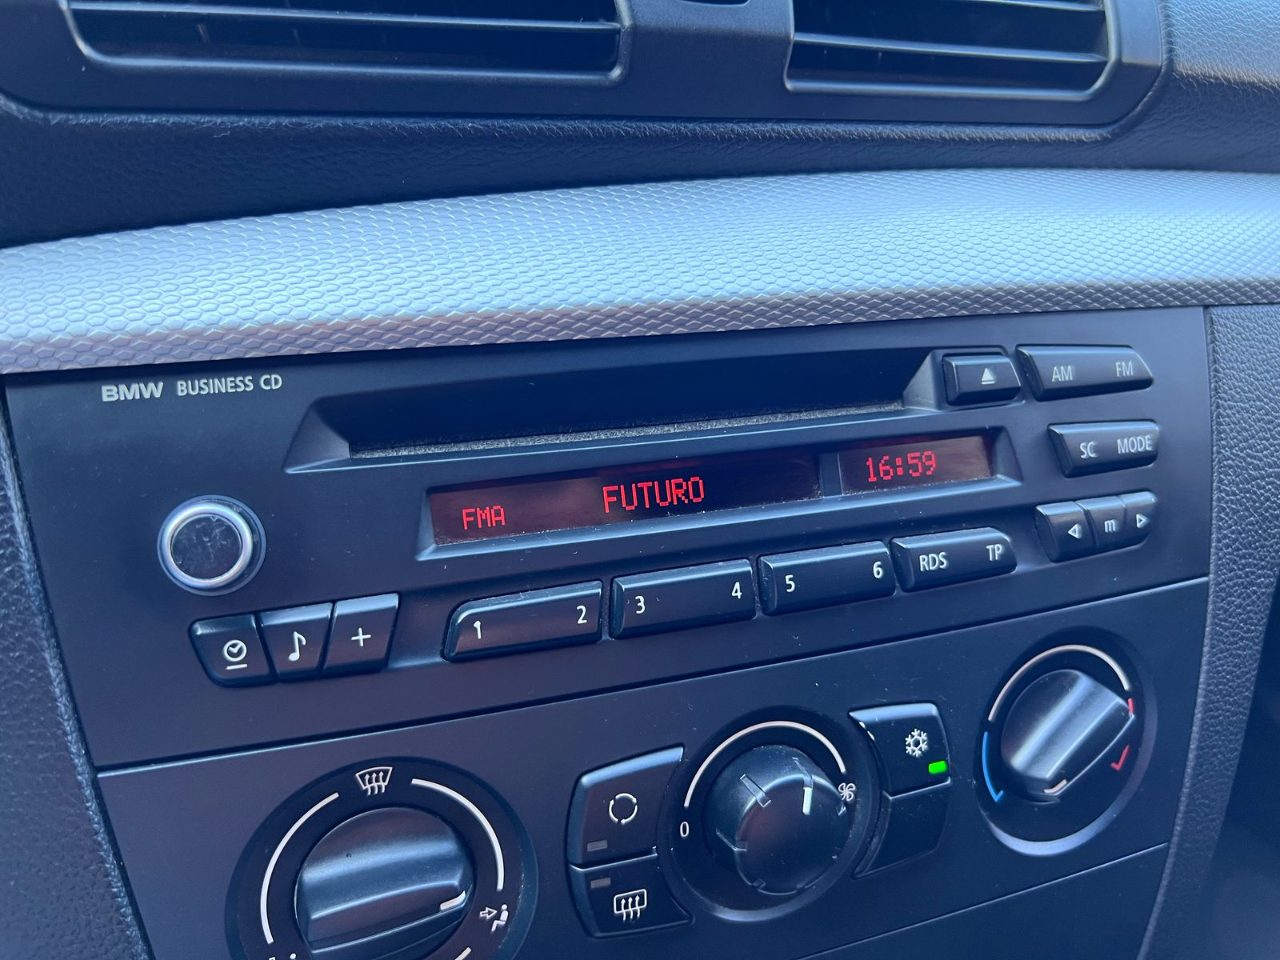 BMW BUSINESS CD
AM FM
SC MODE
FMA FUTURO 16:59
m
1 2 3 4 5 6 RDS TP
0